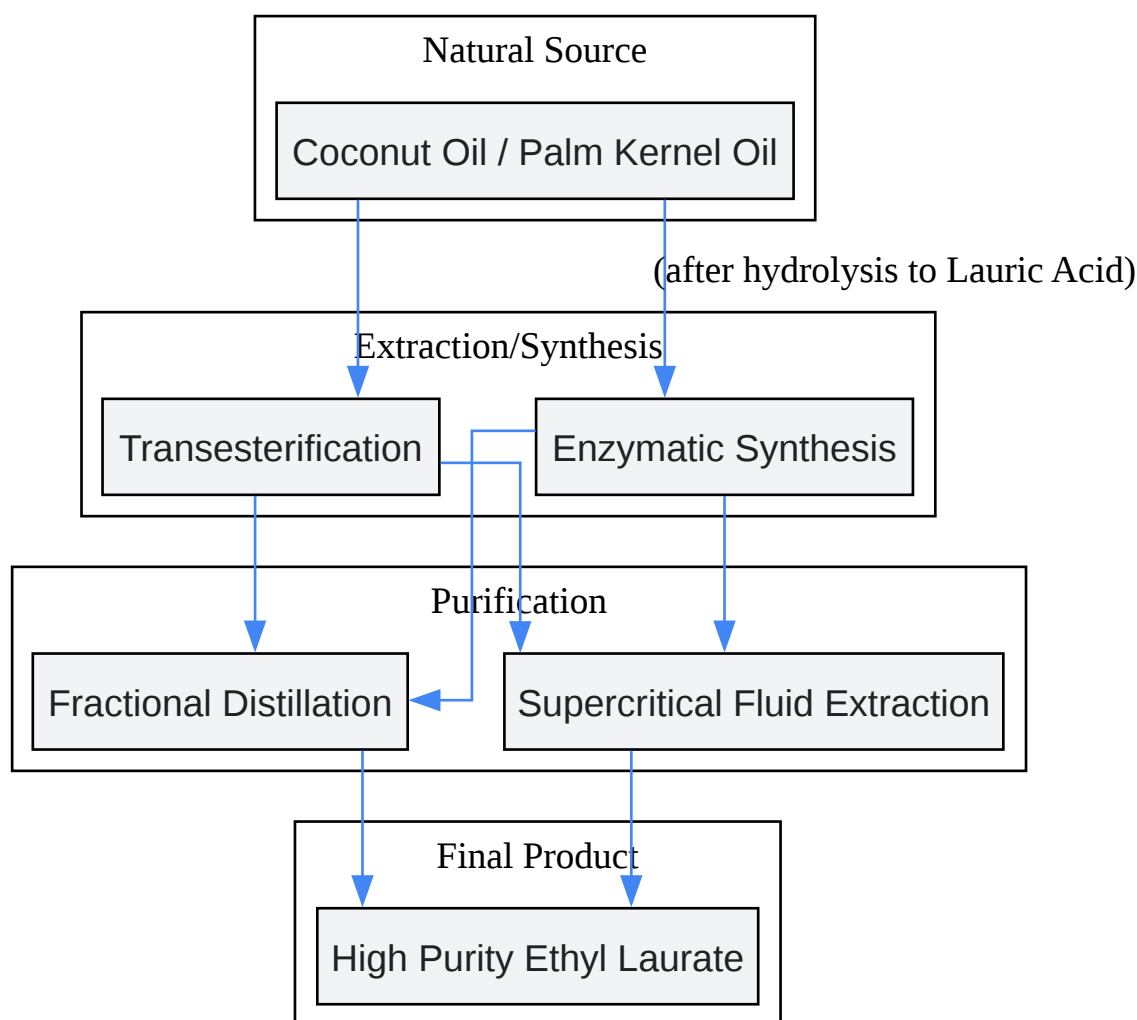 Natural Source
Coconut Oil / Palm Kernel Oil
(after hydrolysis to Lauric Acid)
Extraction/Synthesis
Transesterification
Enzymatic Synthesis
Purification
Fractional Distillation
Supercritical Fluid Extraction
Final Product
High Purity Ethyl Laurate